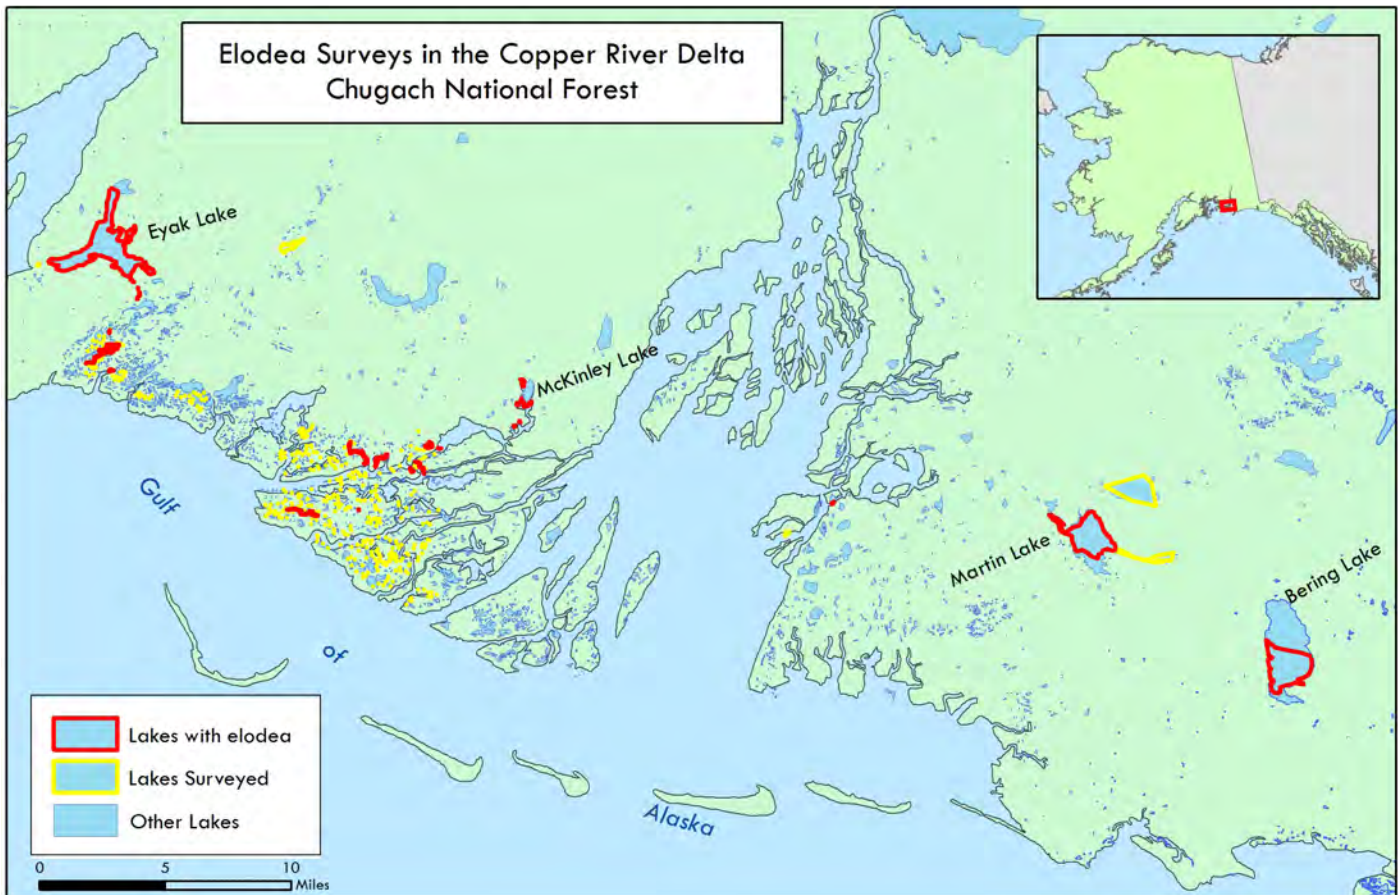 Elodea Surveys in the Copper River Delta
Chugach National Forest
Eyak Lake
McKinley Lake
Gulf
of
Alaska
Martin Lake
Bering Lake
Lakes with elodea
Lakes Surveyed
Other Lakes
0 5 10
Miles